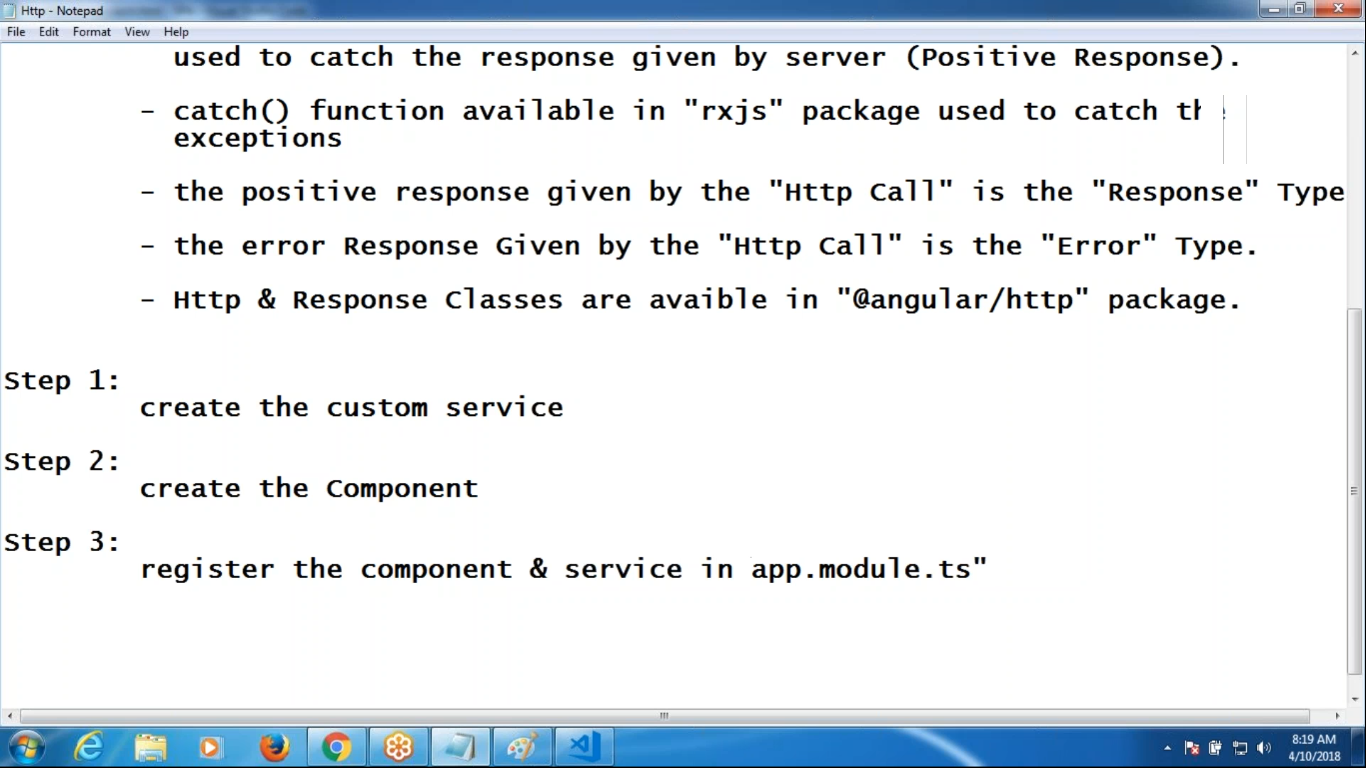 Http - Notepad
File Edit Format View Help
used to catch the response given by server (Positive Response).
- catch() function available in "rxjs" package used to catch the
exceptions
- the positive response given by the "Http Call" is the "Response" Type
- the error Response Given by the "Http Call" is the "Error" Type.
- Http & Response Classes are avaible in "@angular/http" package.
Step 1:
create the custom service
Step 2:
create the Component
Step 3:
register the component & service in app.module.ts"
8:19 AM
4/10/2018